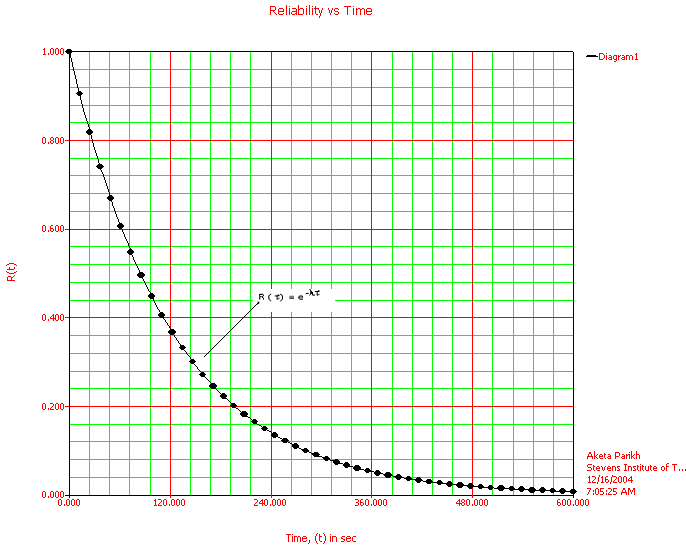 Reliability vs Time
1.000
Diagram1
0.800
0.600
R(t)
R (τ) = e^-λτ
0.400
0.200
0.000
0.000
120.000
240.000
360.000
480.000
600.000
Time, (t) in sec
Aketa Parikh
Stevens Institute of T...
12/16/2004
7:05:25 AM